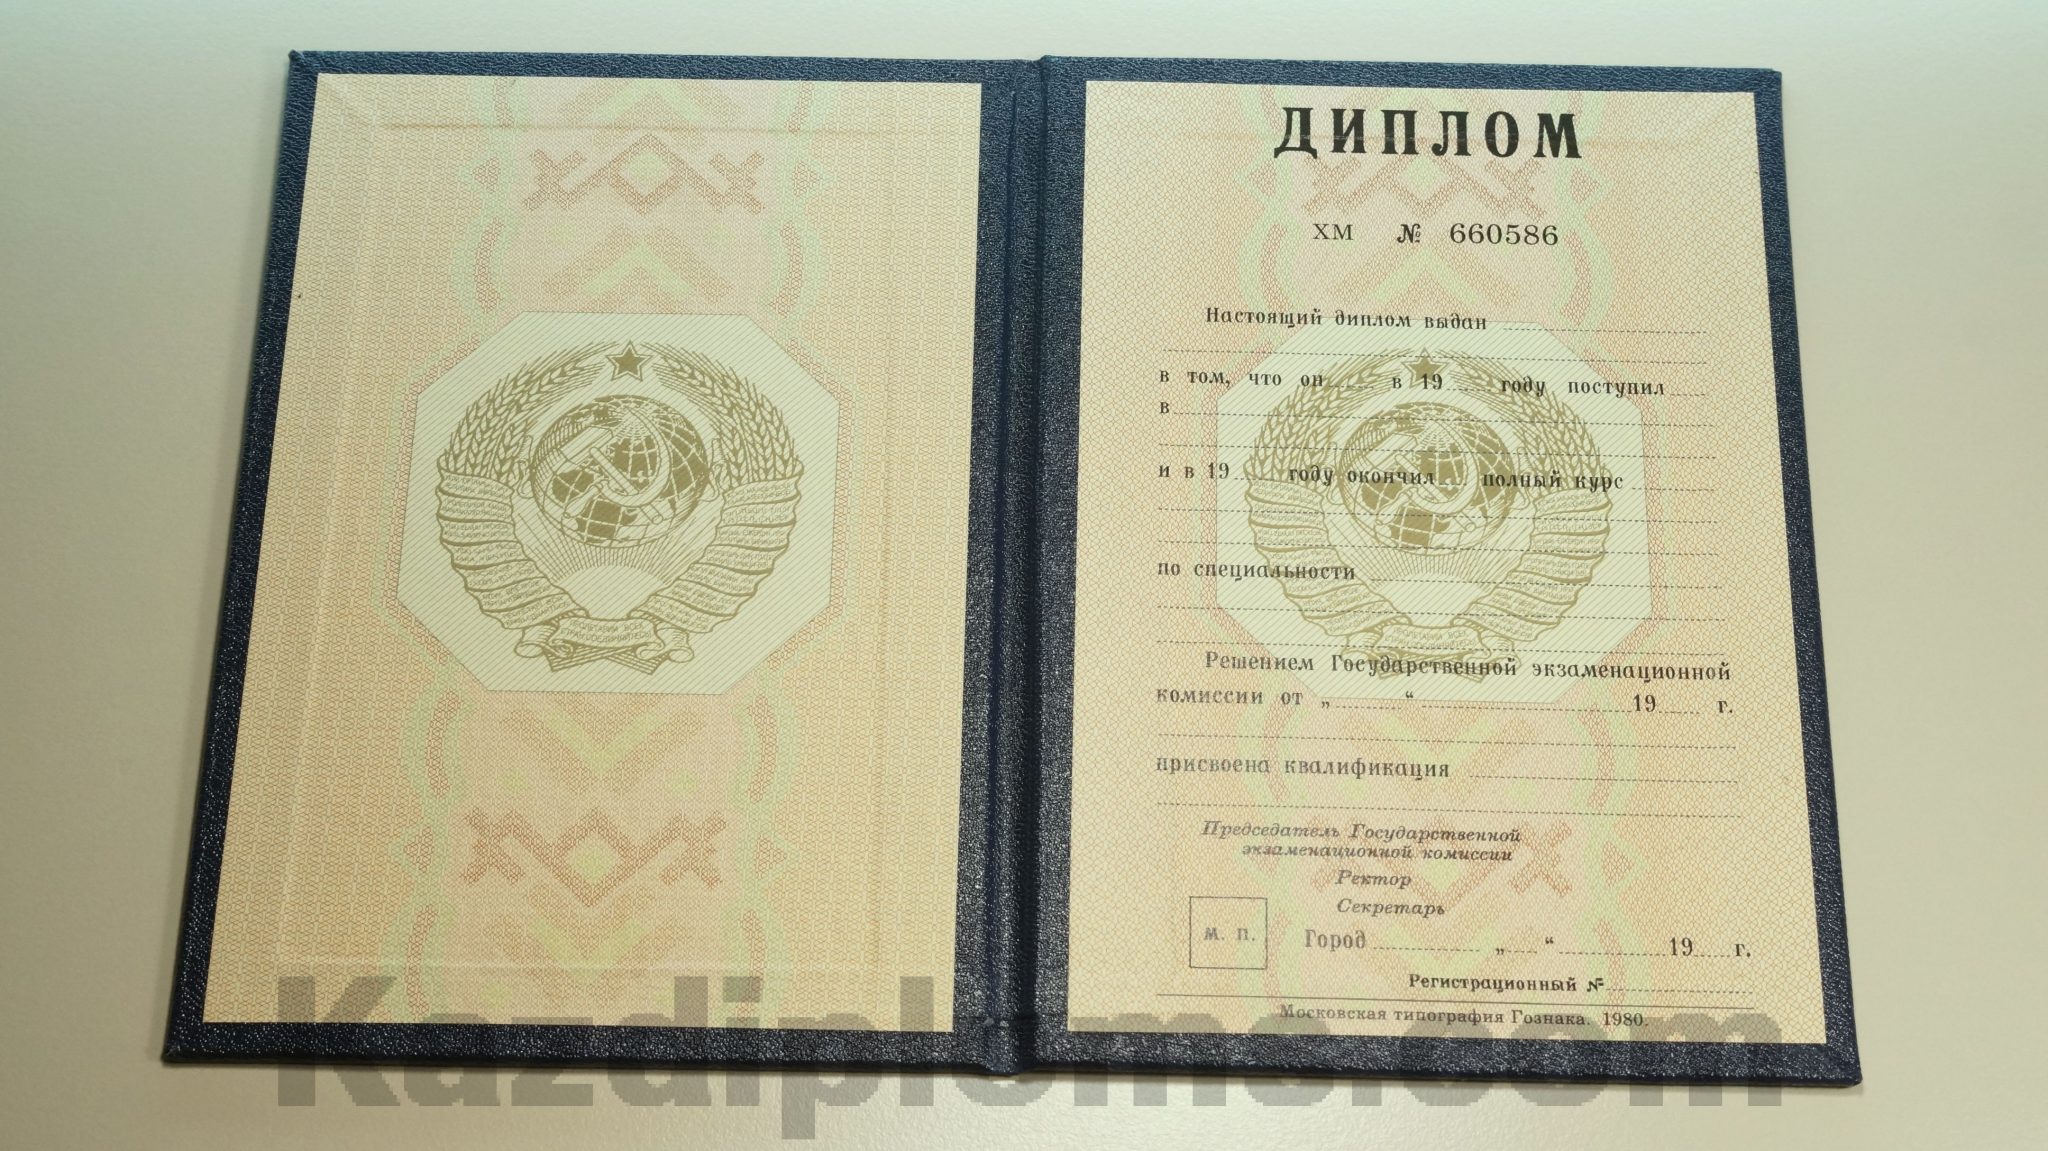 ДИПЛОМ
ХМ № 660586
Настоящий диплом выдан
в том, что он в 19 году поступил
в
и в 19 году окончил полный курс
по специальности
Решением Государственной экзаменационной
комиссии от „ “ 19 г.
присвоена квалификация
Председатель Государственной
экзаменационной комиссии
Ректор
Секретарь
М. П.
Город „ “ 19 г.
Регистрационный №
Московская типография Гознака. 1980.
Kazdiploma.com